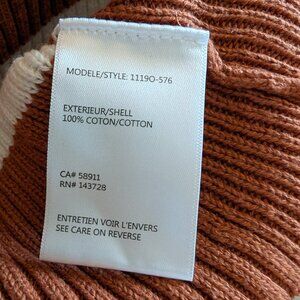 MODELE/STYLE: 1119O-576
EXTERIEUR/SHELL
100% COTON/COTTON
CA# 58911
RN# 143728
ENTRETIEN VOIR L'ENVERS
SEE CARE ON REVERSE